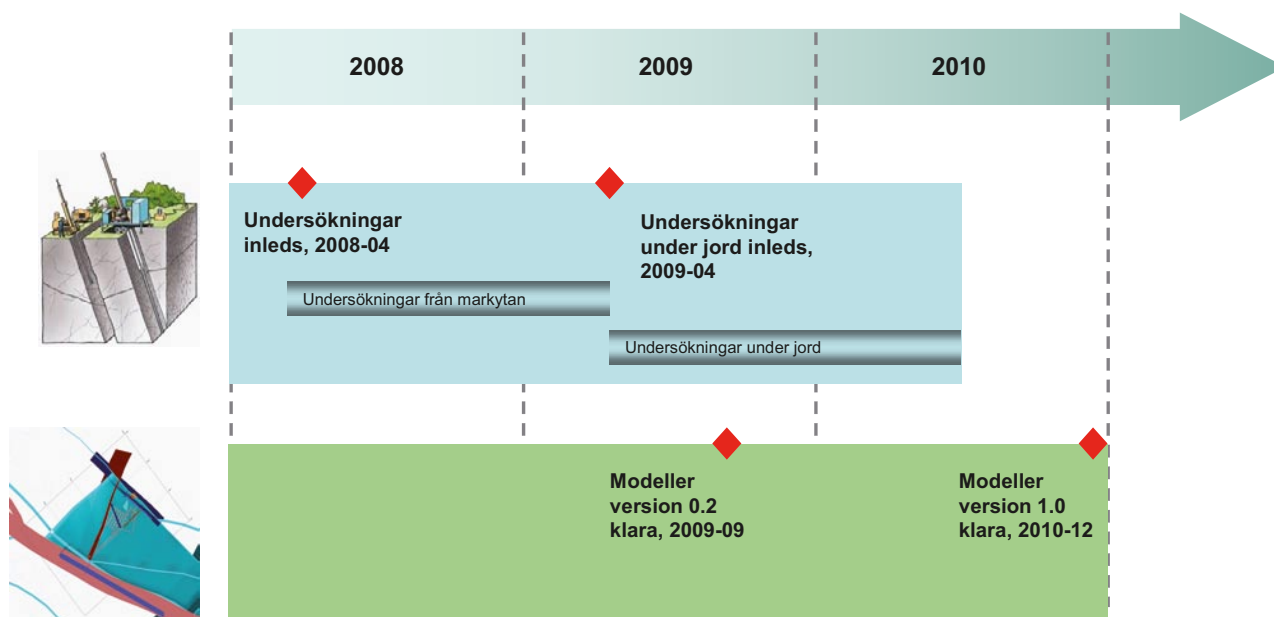 2008
2009
2010
Undersökningar
inleds, 2008-04
Undersökningar
under jord inleds,
2009-04
Undersökningar från markytan
Undersökningar under jord
Modeller
version 0.2
klara, 2009-09
Modeller
version 1.0
klara, 2010-12